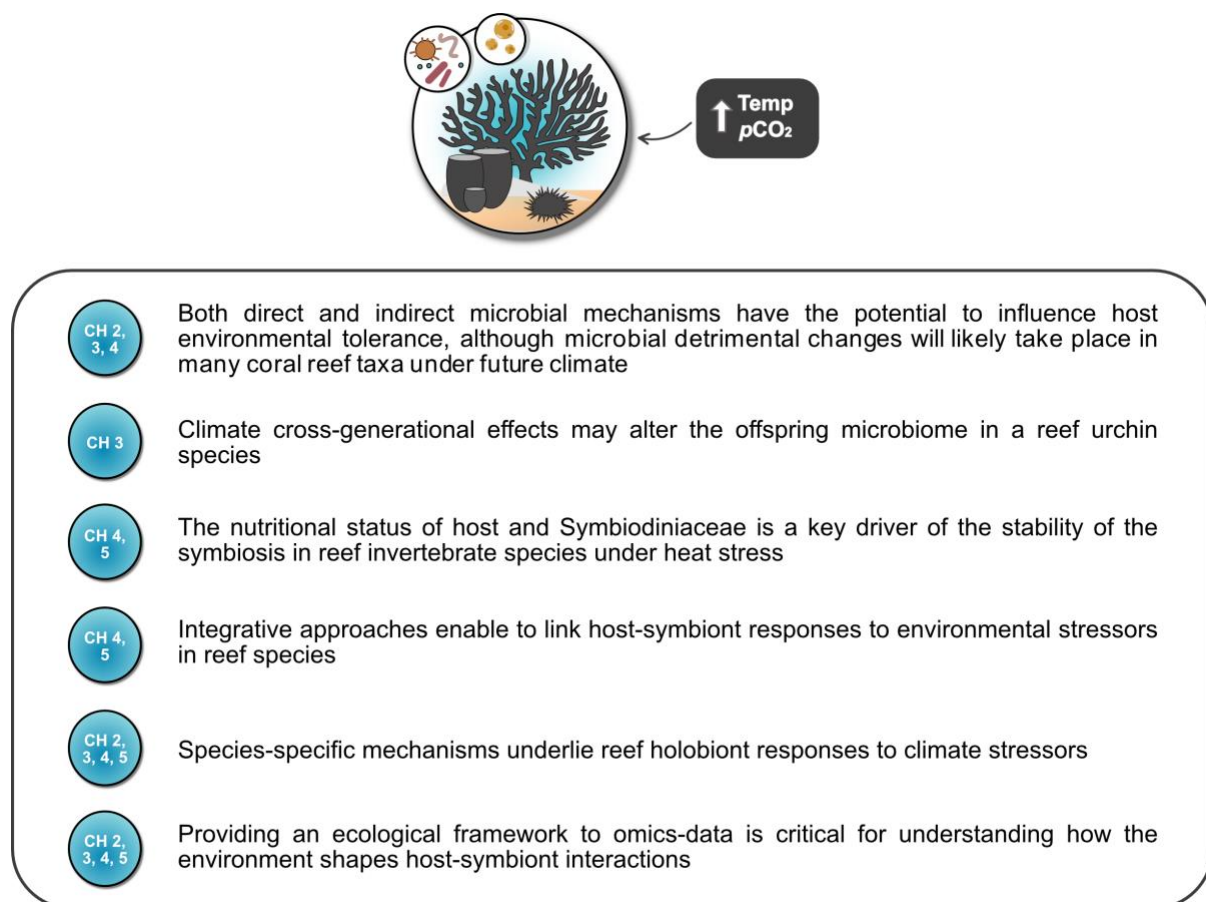 Temp
pCO₂
CH 2,
3, 4
Both direct and indirect microbial mechanisms have the potential to influence host
environmental tolerance, although microbial detrimental changes will likely take place in
many coral reef taxa under future climate
CH 3
Climate cross-generational effects may alter the offspring microbiome in a reef urchin
species
CH 4,
5
The nutritional status of host and Symbiodiniaceae is a key driver of the stability of the
symbiosis in reef invertebrate species under heat stress
CH 4,
5
Integrative approaches enable to link host-symbiont responses to environmental stressors
in reef species
CH 2,
3, 4, 5
Species-specific mechanisms underlie reef holobiont responses to climate stressors
CH 2,
3, 4, 5
Providing an ecological framework to omics-data is critical for understanding how the
environment shapes host-symbiont interactions